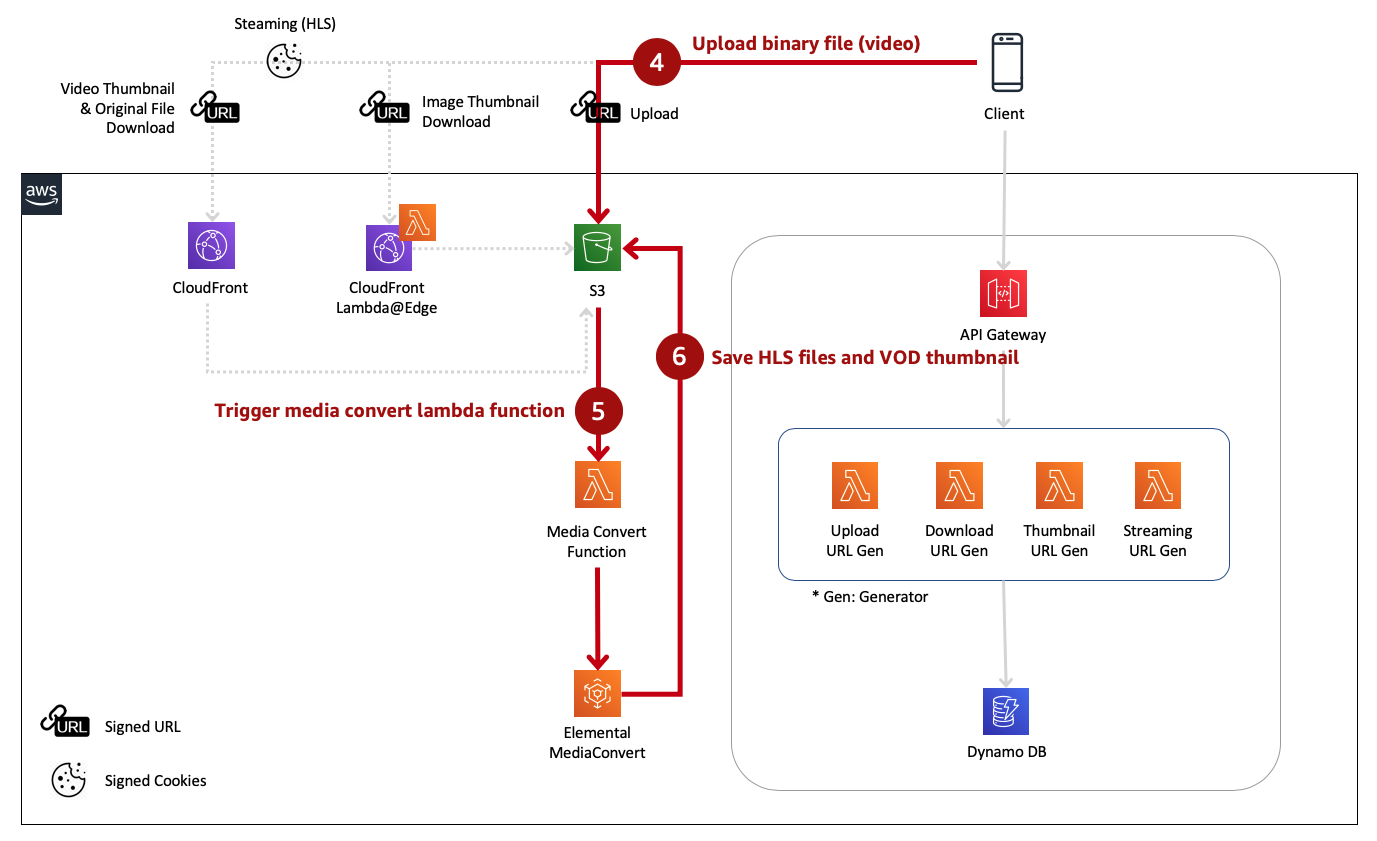 Steaming (HLS)
4
Upload binary file (video)
Video Thumbnail
& Original File
Download
URL
URL
Image Thumbnail
Download
URL
Upload
Client
aws
CloudFront
CloudFront
Lambda@Edge
S3
API Gateway
6
Save HLS files and VOD thumbnail
Trigger media convert lambda function
5
Media Convert
Function
Upload
URL Gen
Download
URL Gen
Thumbnail
URL Gen
Streaming
URL Gen
* Gen: Generator
Elemental
MediaConvert
Dynamo DB
URL
Signed URL
Signed Cookies